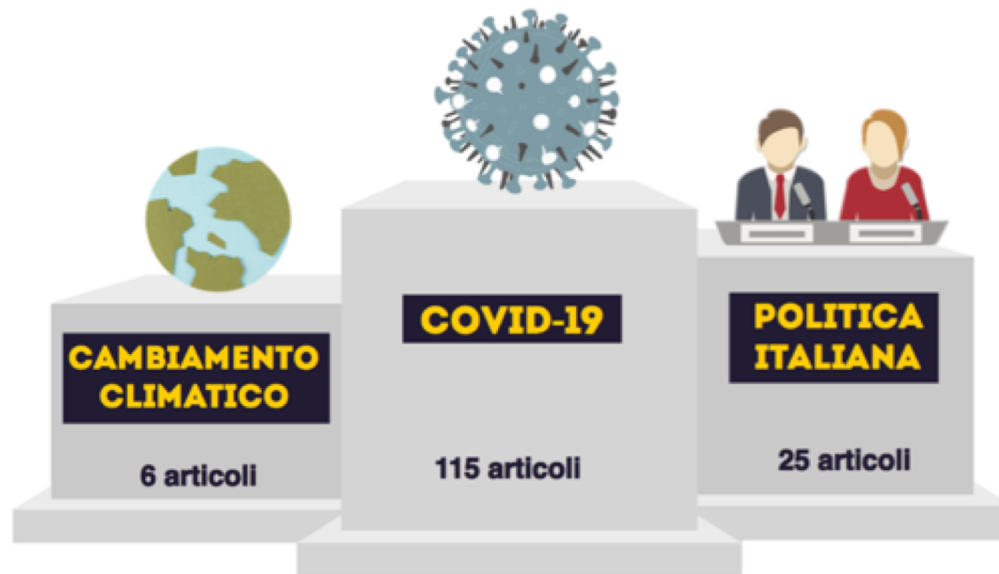 CAMBIAMENTO
CLIMATICO
6 articoli
COVID-19
115 articoli
POLITICA
ITALIANA
25 articoli